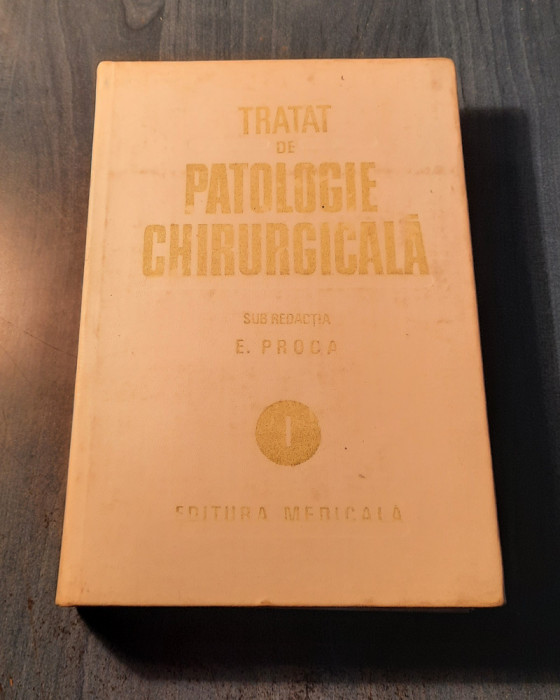 TRATAT
DE
PATOLOGIE
CHIRURGICALĂ
SUB REDACȚIA
E. PROCA
I
EDITURA MEDICALĂ